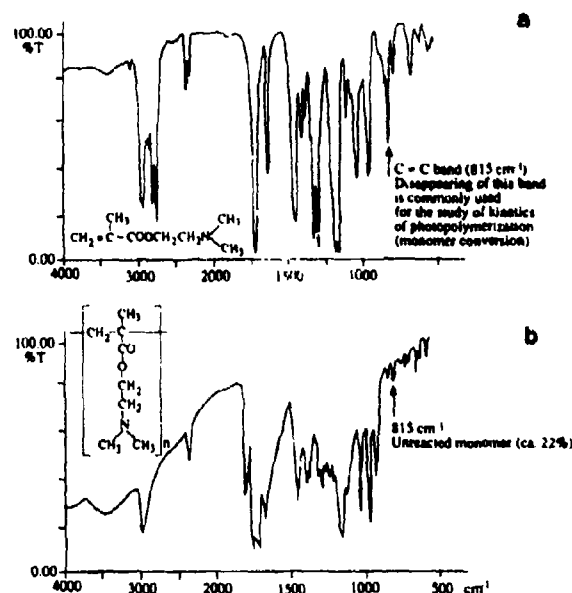 a
100.00
%T
CH₃
CH₂ = C — COOCH₂CH₂N
CH₃
CH₃
C = C band (815 cm⁻¹)
Disappearing of this band
is commonly used
for the study of kinetics
of photopolymerization
(monomer conversion)
0.00
4000 3000 2000 1500 1000
b
100.00
%T
CH₃
CH₂ — C
O
CH₂
CH₂
N
CH₃ CH₃
n
815 cm⁻¹
Unreacted monomer (ca. 22%)
0.00
4000 3000 2000 1500 1000 500 cm⁻¹